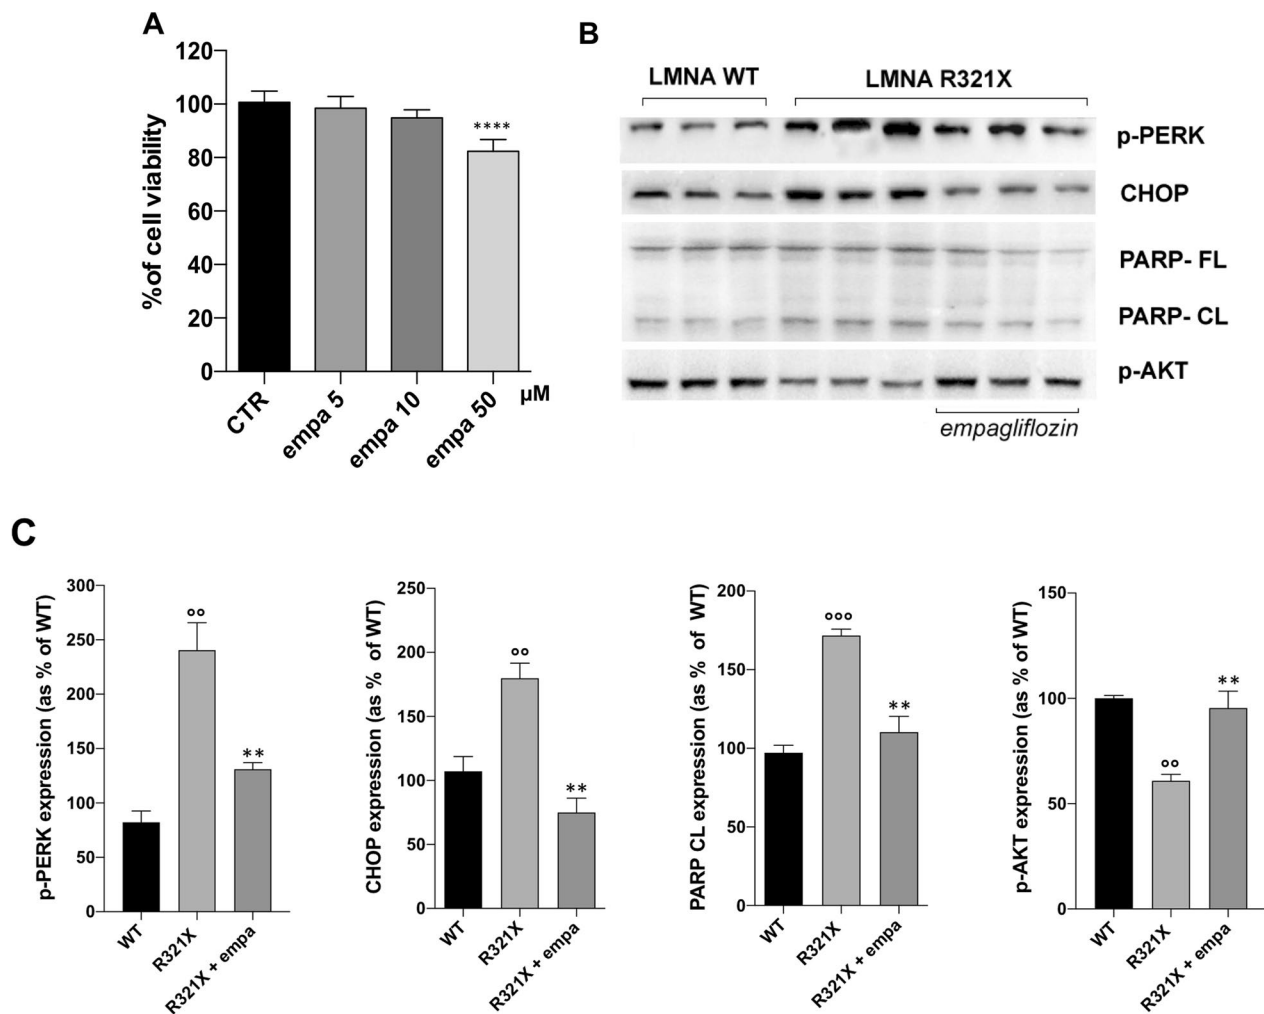 A
%of cell viability
120
100
80
60
40
20
0
****
CTR
empa 5
empa 10
empa 50
µM
B
LMNA WT
LMNA R321X
p-PERK
CHOP
PARP- FL
PARP- CL
p-AKT
empagliflozin
C
p-PERK expression (as % of WT)
300
250
200
150
100
50
0
°°
**
WT
R321X
R321X + empa
CHOP expression (as % of WT)
250
200
150
100
50
0
°°
**
WT
R321X
R321X + empa
PARP CL expression (as % of WT)
200
150
100
50
0
°°°
**
WT
R321X
R321X + empa
p-AKT expression (as % of WT)
150
100
50
0
°°
**
WT
R321X
R321X + empa